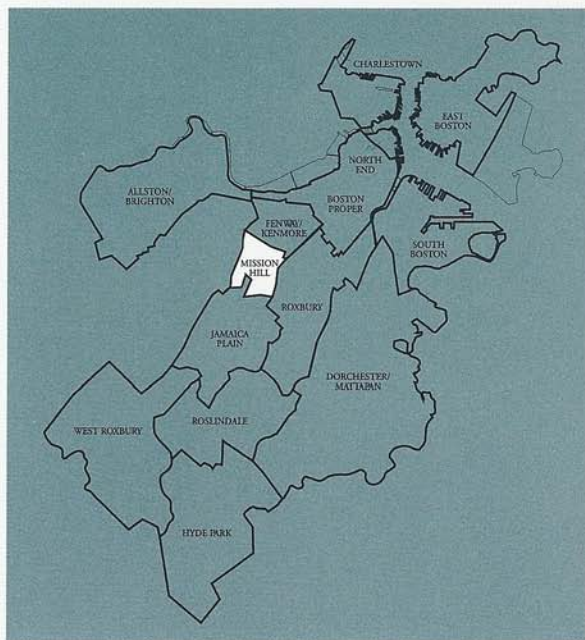 CHARLESTOWN
EAST
BOSTON
NORTH
END
ALLSTON/
BRIGHTON
BOSTON
PROPER
FENWAY/
KENMORE
SOUTH
BOSTON
MISSION
HILL
ROXBURY
JAMAICA
PLAIN
DORCHESTER/
MATTAPAN
WEST ROXBURY
ROSLINDALE
HYDE PARK